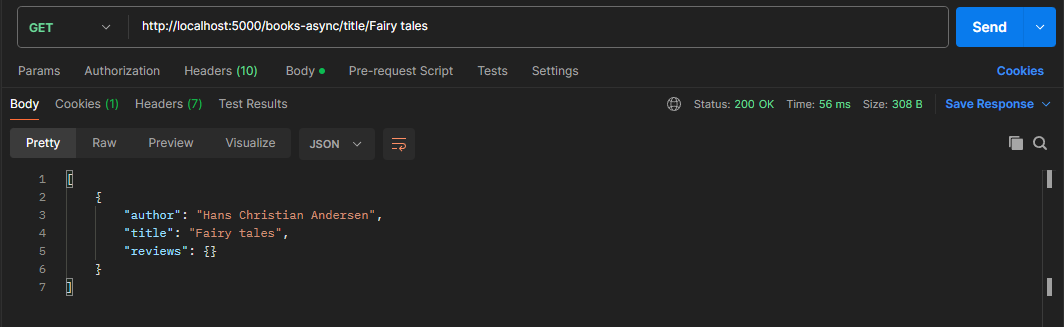 GET http://localhost:5000/books-async/title/Fairy tales Send
Params Authorization Headers (10) Body Pre-request Script Tests Settings Cookies
Body Cookies (1) Headers (7) Test Results Status: 200 OK Time: 56 ms Size: 308 B Save Response
Pretty Raw Preview Visualize JSON
1 [
2 {
3 "author": "Hans Christian Andersen",
4 "title": "Fairy tales",
5 "reviews": {}
6 }
7 ]